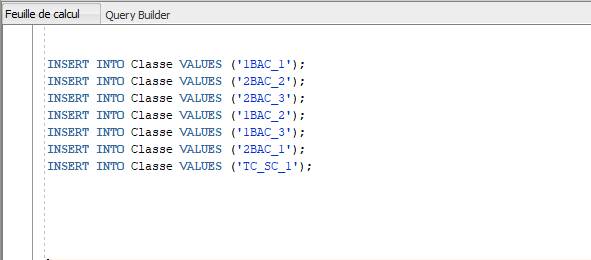 Feuille de calcul Query Builder
INSERT INTO Classe VALUES ('1BAC_1');
INSERT INTO Classe VALUES ('2BAC_2');
INSERT INTO Classe VALUES ('2BAC_3');
INSERT INTO Classe VALUES ('1BAC_2');
INSERT INTO Classe VALUES ('1BAC_3');
INSERT INTO Classe VALUES ('2BAC_1');
INSERT INTO Classe VALUES ('TC_SC_1');